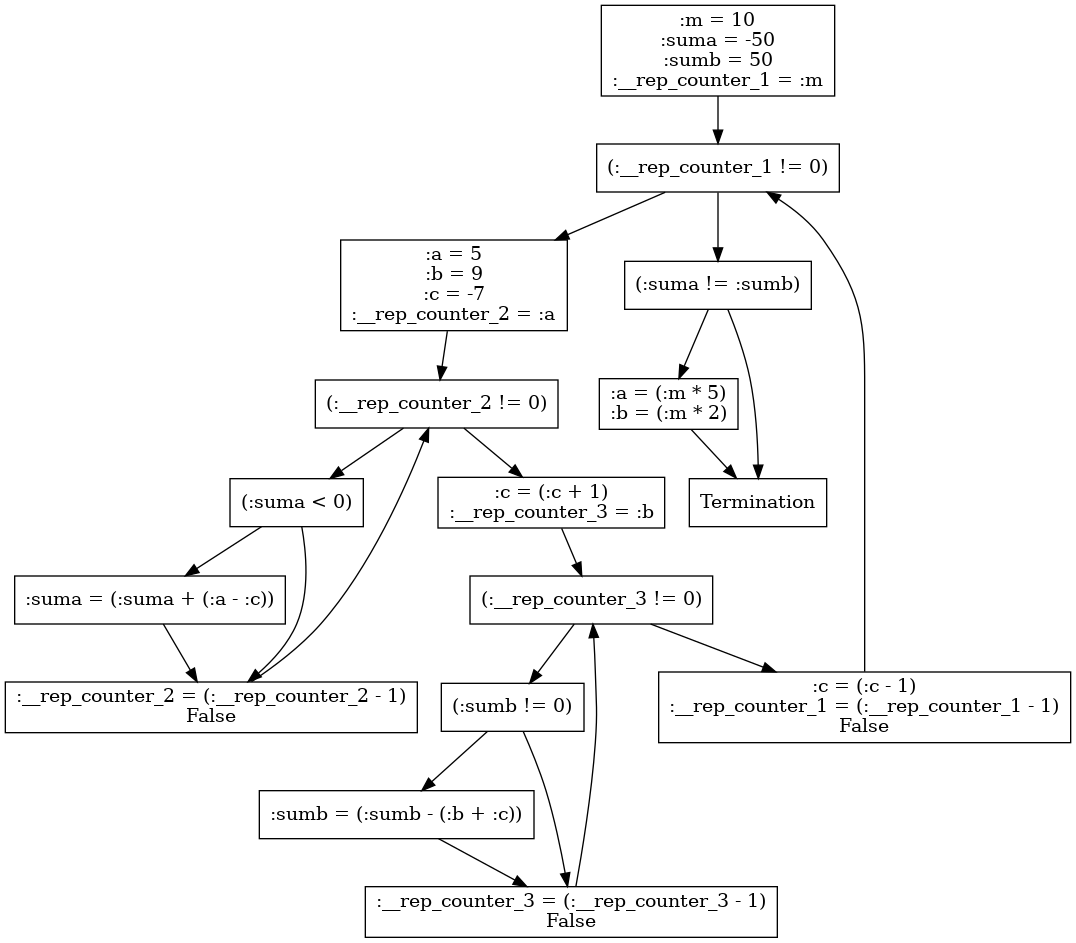 :m = 10
:suma = -50
:sumb = 50
:__rep_counter_1 = :m
(:__rep_counter_1 != 0)
:a = 5
:b = 9
:c = -7
:__rep_counter_2 = :a
(:suma != :sumb)
(:__rep_counter_2 != 0)
:a = (:m * 5)
:b = (:m * 2)
(:suma < 0)
:c = (:c + 1)
:__rep_counter_3 = :b
Termination
:suma = (:suma + (:a - :c))
(:__rep_counter_3 != 0)
:__rep_counter_2 = (:__rep_counter_2 - 1)
False
(:sumb != 0)
:c = (:c - 1)
:__rep_counter_1 = (:__rep_counter_1 - 1)
False
:sumb = (:sumb - (:b + :c))
:__rep_counter_3 = (:__rep_counter_3 - 1)
False